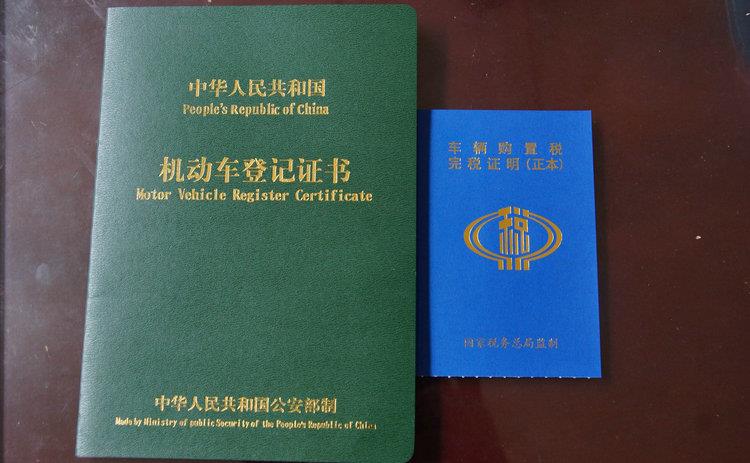 中华人民共和国
People's Republic of China
机动车登记证书
Motor Vehicle Register Certificate
中华人民共和国公安部制
Made by Ministry of public Security of the People's Republic of China
车辆购置税
完税证明(正本)
税
国家税务总局监制